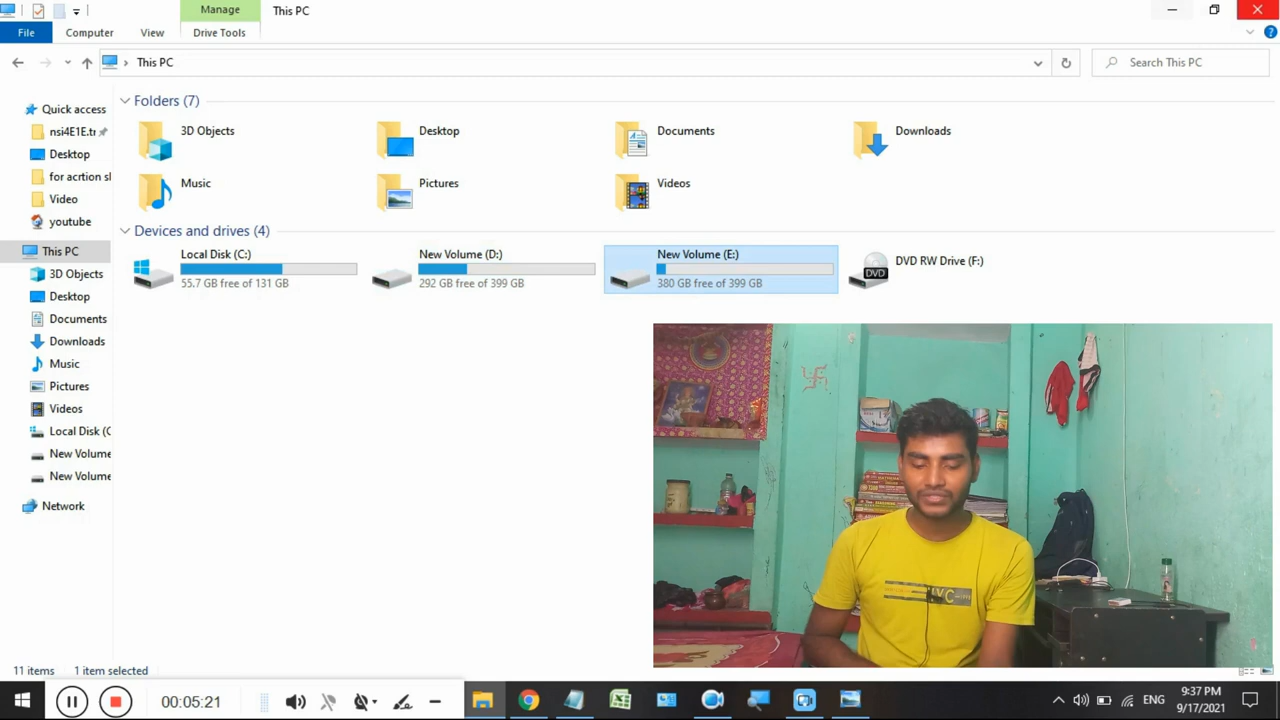 Manage
This PC
File
Computer
View
Drive Tools
This PC
Search This PC
Quick access
nsi4E1E.tr
Desktop
for acrtion sl
Video
youtube
This PC
3D Objects
Desktop
Documents
Downloads
Music
Pictures
Videos
Local Disk (C
New Volume
New Volume
Network
Folders (7)
3D Objects
Desktop
Documents
Downloads
Music
Pictures
Videos
Devices and drives (4)
Local Disk (C:)
55.7 GB free of 131 GB
New Volume (D:)
292 GB free of 399 GB
New Volume (E:)
380 GB free of 399 GB
DVD
DVD RW Drive (F:)
11 items
1 item selected
00:05:21
ENG
9:37 PM
9/17/2021